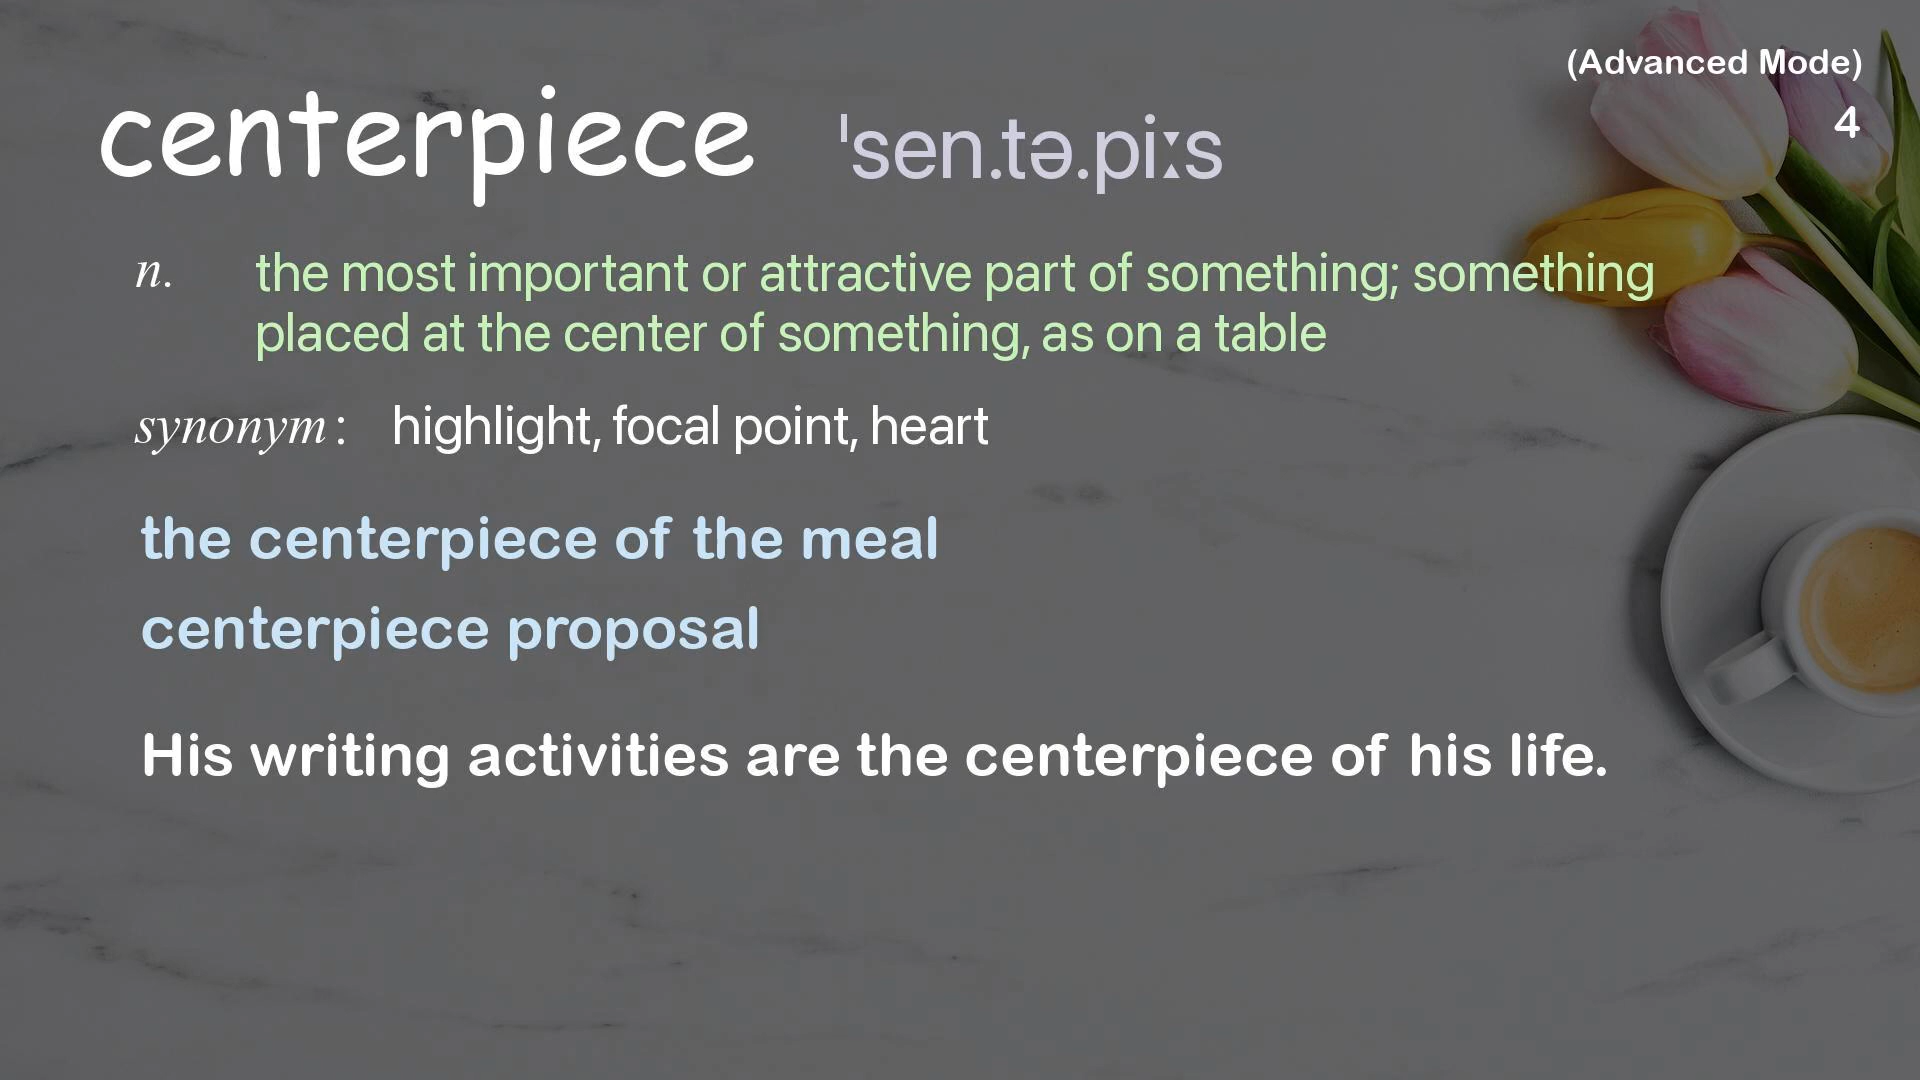 (Advanced Mode)
centerpiece ˈsen.tə.piːs
4
n. the most important or attractive part of something; something
placed at the center of something, as on a table
synonym: highlight, focal point, heart
the centerpiece of the meal
centerpiece proposal
His writing activities are the centerpiece of his life.